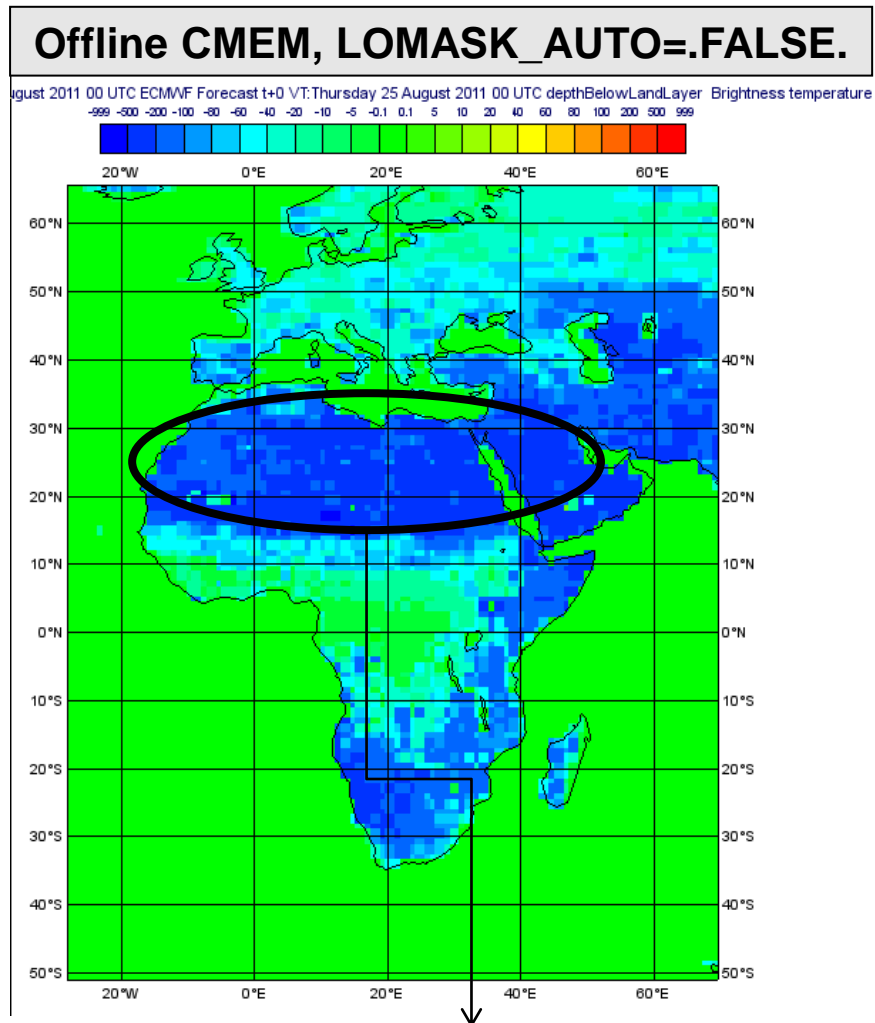 Offline CMEM, LOMASK_AUTO=.FALSE.
gust 2011 00 UTC ECMWF Forecast t+0 VT:Thursday 25 August 2011 00 UTC depthBelowLandLayer Brightness temperature
-999 -500 -200 -100 -80 -60 -40 -20 -10 -5 -0.1 0.1 5 10 20 40 60 80 100 200 500 999
20°W 0°E 20°E 40°E 60°E
60°N 60°N
50°N 50°N
40°N 40°N
30°N 30°N
20°N 20°N
10°N 10°N
0°N 0°N
10°S 10°S
20°S 20°S
30°S 30°S
40°S 40°S
50°S 50°S
20°W 0°E 20°E 40°E 60°E